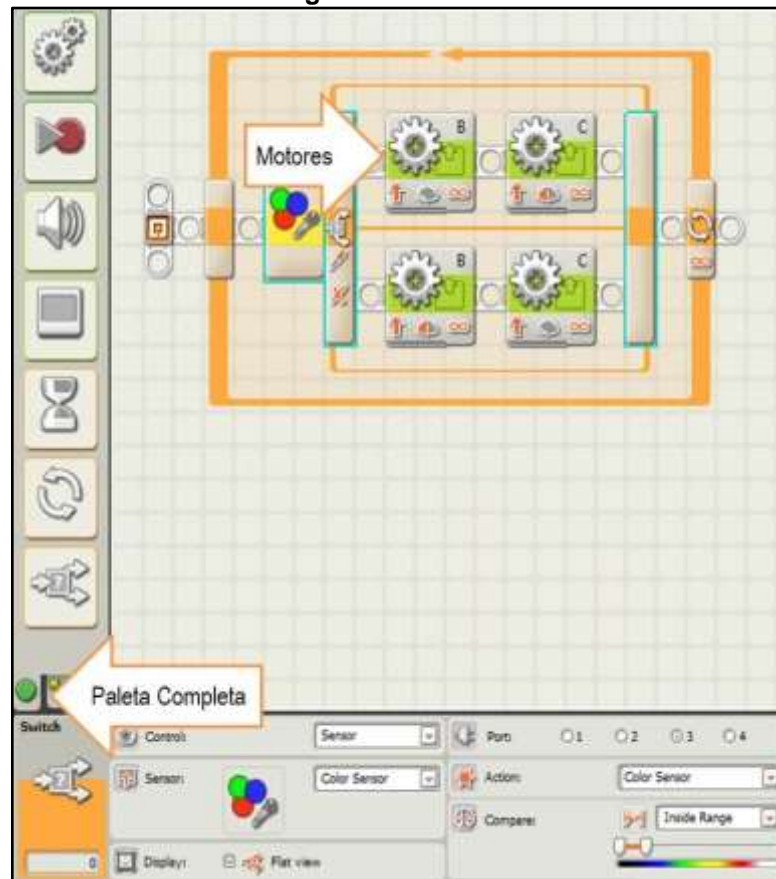 B
C
Motores
B
C
Paleta Completa
Switch
Control:
Sensor
Port:
1
2
3
4
Sensor:
Color Sensor
Action:
Color Sensor
Compare:
Inside Range
0
Display:
Flat view